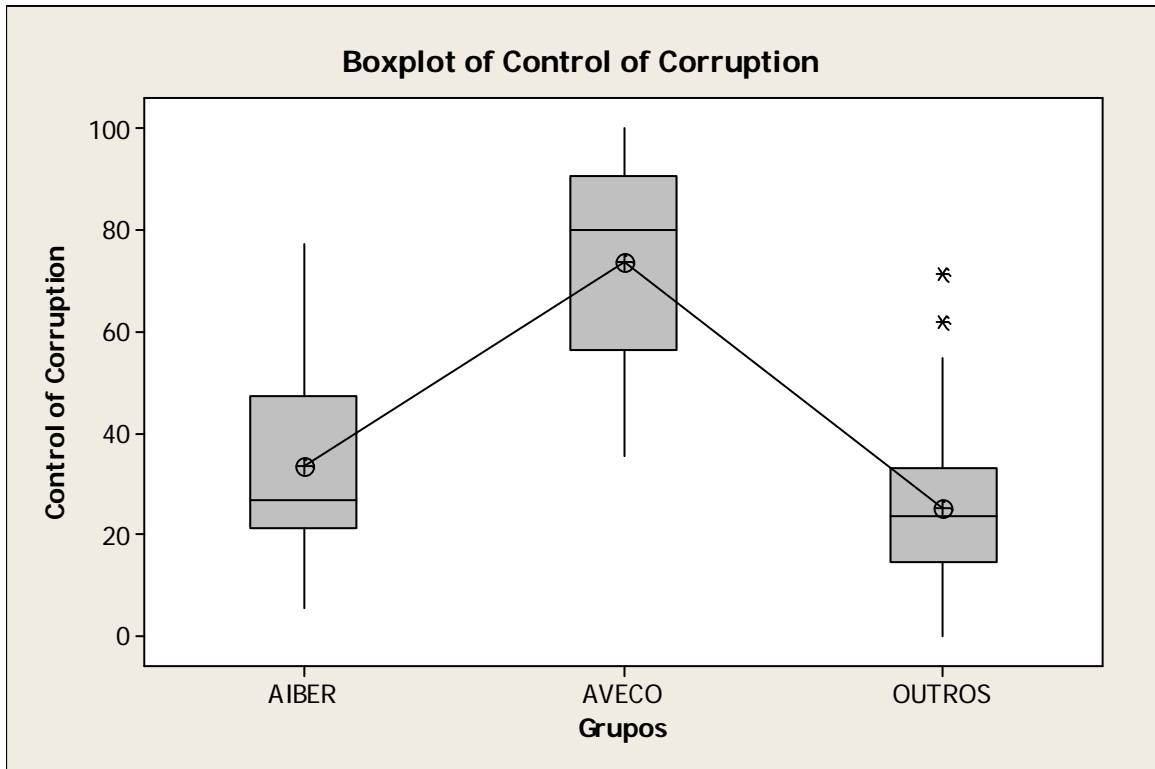 Boxplot of Control of Corruption
Control of Corruption
100
80
60
40
20
0
AIBER
AVECO
OUTROS
Grupos